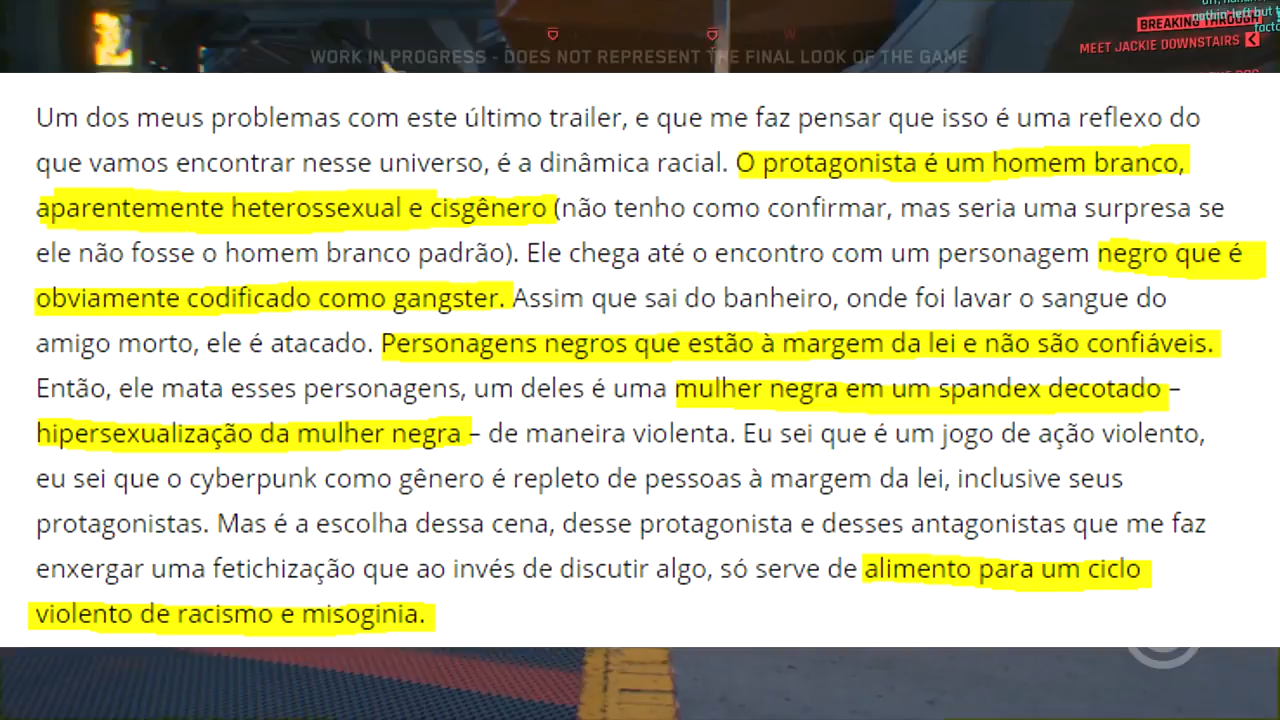 nothin' left but t
BREAKING THROUGH
MEET JACKIE DOWNSTAIRS
WORK IN PROGRESS - DOES NOT REPRESENT THE FINAL LOOK OF THE GAME
Um dos meus problemas com este último trailer, e que me faz pensar que isso é uma reflexo do
que vamos encontrar nesse universo, é a dinâmica racial. O protagonista é um homem branco,
aparentemente heterossexual e cisgênero (não tenho como confirmar, mas seria uma surpresa se
ele não fosse o homem branco padrão). Ele chega até o encontro com um personagem negro que é
obviamente codificado como gangster. Assim que sai do banheiro, onde foi lavar o sangue do
amigo morto, ele é atacado. Personagens negros que estão à margem da lei e não são confiáveis.
Então, ele mata esses personagens, um deles é uma mulher negra em um spandex decotado –
hipersexualização da mulher negra – de maneira violenta. Eu sei que é um jogo de ação violento,
eu sei que o cyberpunk como gênero é repleto de pessoas à margem da lei, inclusive seus
protagonistas. Mas é a escolha dessa cena, desse protagonista e desses antagonistas que me faz
enxergar uma fetichização que ao invés de discutir algo, só serve de alimento para um ciclo
violento de racismo e misoginia.